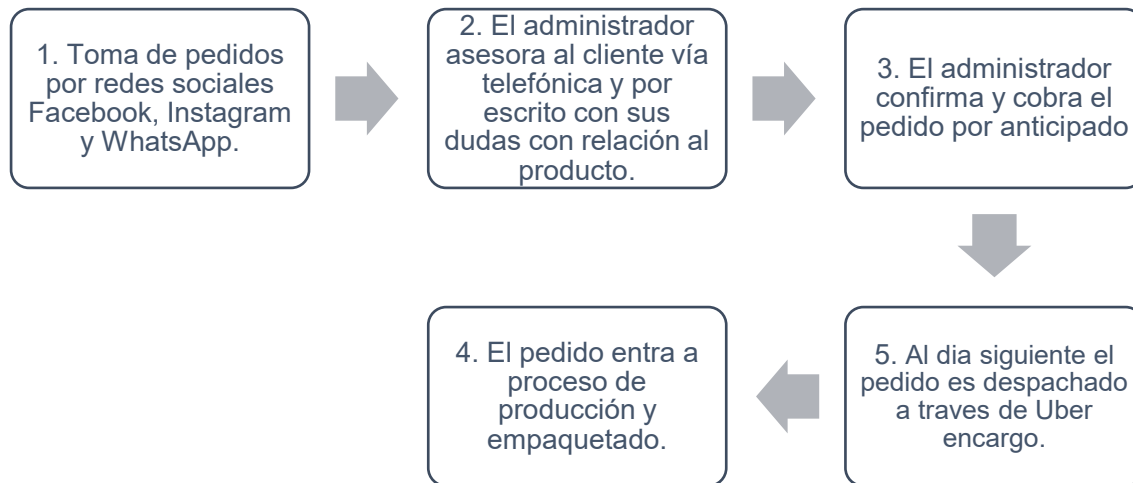 1. Toma de pedidos
por redes sociales
Facebook, Instagram
y WhatsApp.
2. El administrador
asesora al cliente vía
telefónica y por
escrito con sus
dudas con relación al
producto.
3. El administrador
confirma y cobra el
pedido por anticipado
4. El pedido entra a
proceso de
producción y
empaquetado.
5. Al dia siguiente el
pedido es despachado
a traves de Uber
encargo.